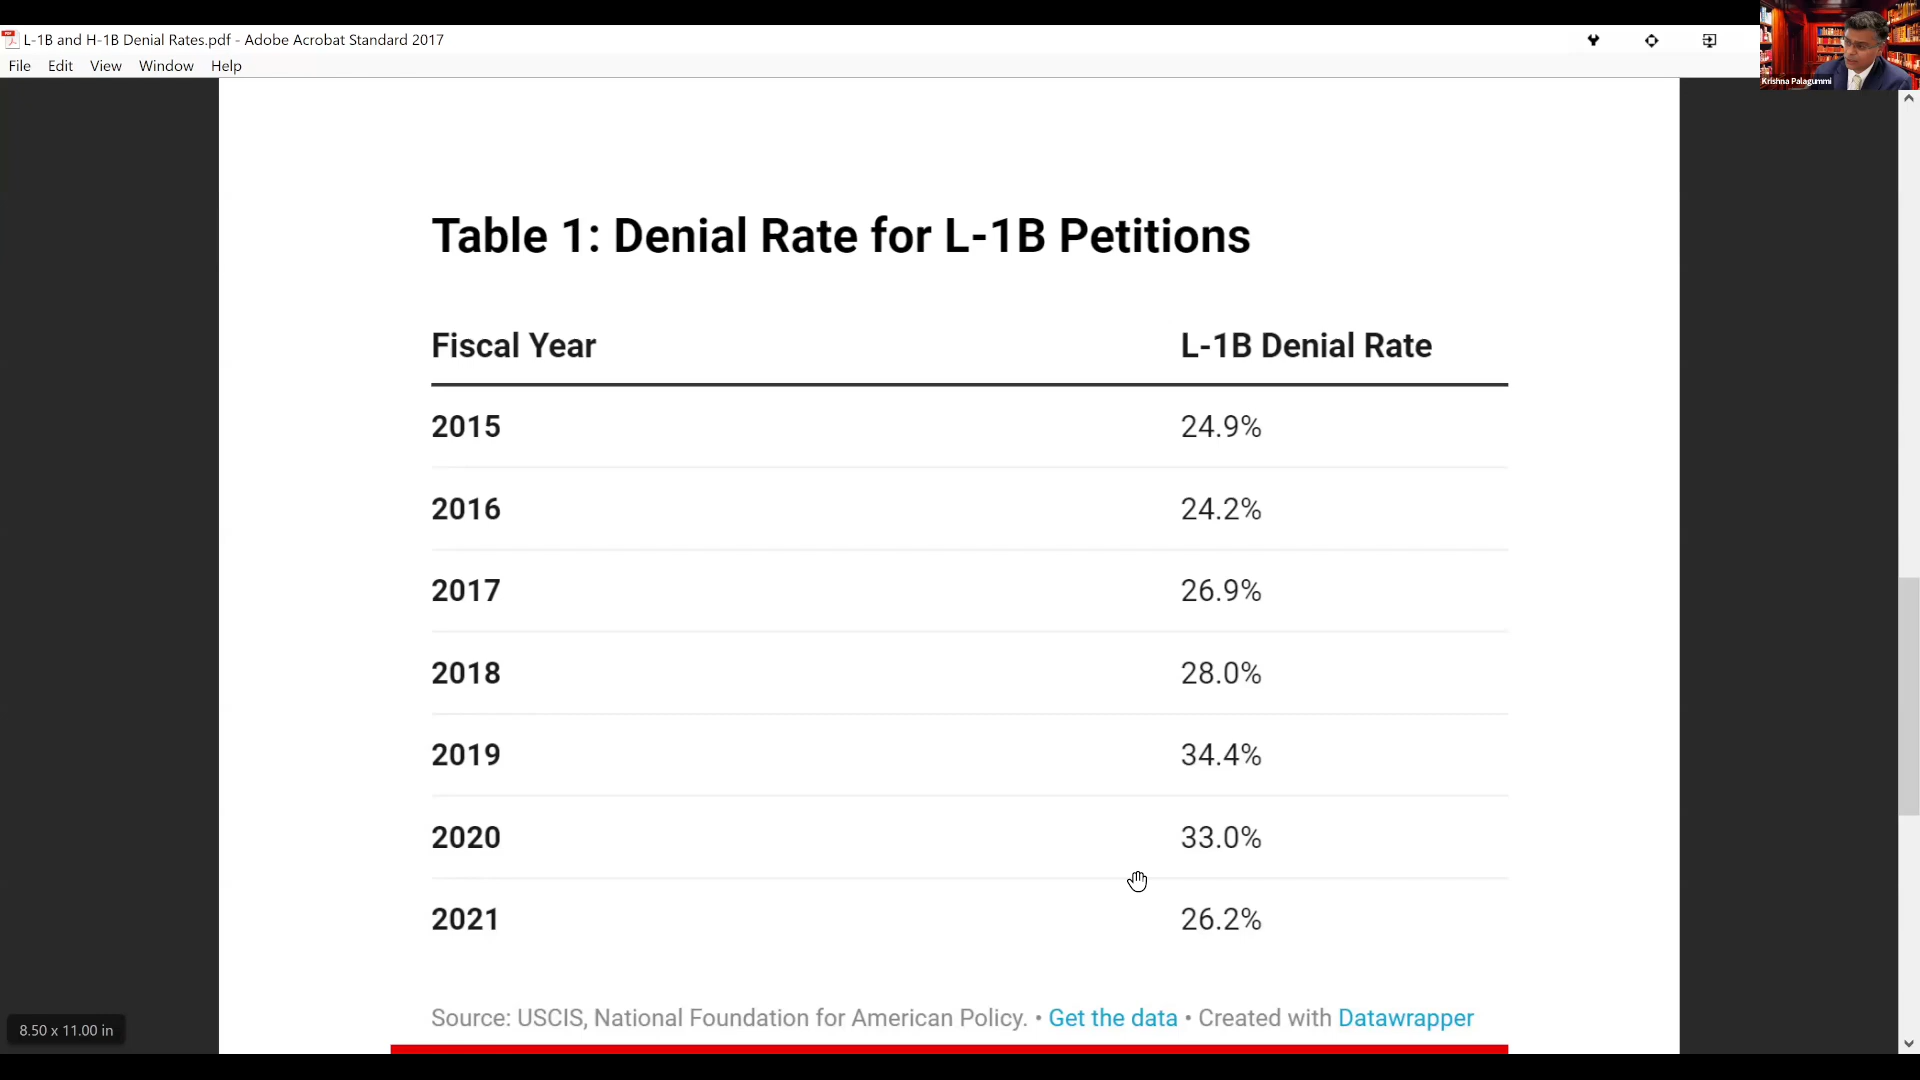 L-1B and H-1B Denial Rates.pdf - Adobe Acrobat Standard 2017
File Edit View Window Help
Krishna Palagummi
Table 1: Denial Rate for L-1B Petitions
Fiscal Year L-1B Denial Rate
2015 24.9%
2016 24.2%
2017 26.9%
2018 28.0%
2019 34.4%
2020 33.0%
2021 26.2%
Source: USCIS, National Foundation for American Policy. • Get the data • Created with Datawrapper
8.50 x 11.00 in